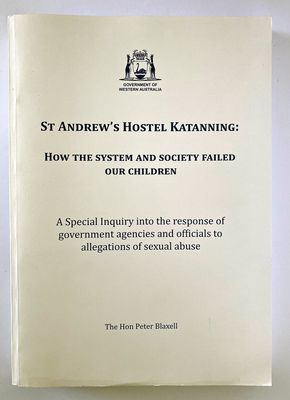 GOVERNMENT OF
WESTERN AUSTRALIA
ST ANDREW'S HOSTEL KATANNING:
HOW THE SYSTEM AND SOCIETY FAILED
OUR CHILDREN
A Special Inquiry into the response of
government agencies and officials to
allegations of sexual abuse
The Hon Peter Blaxell